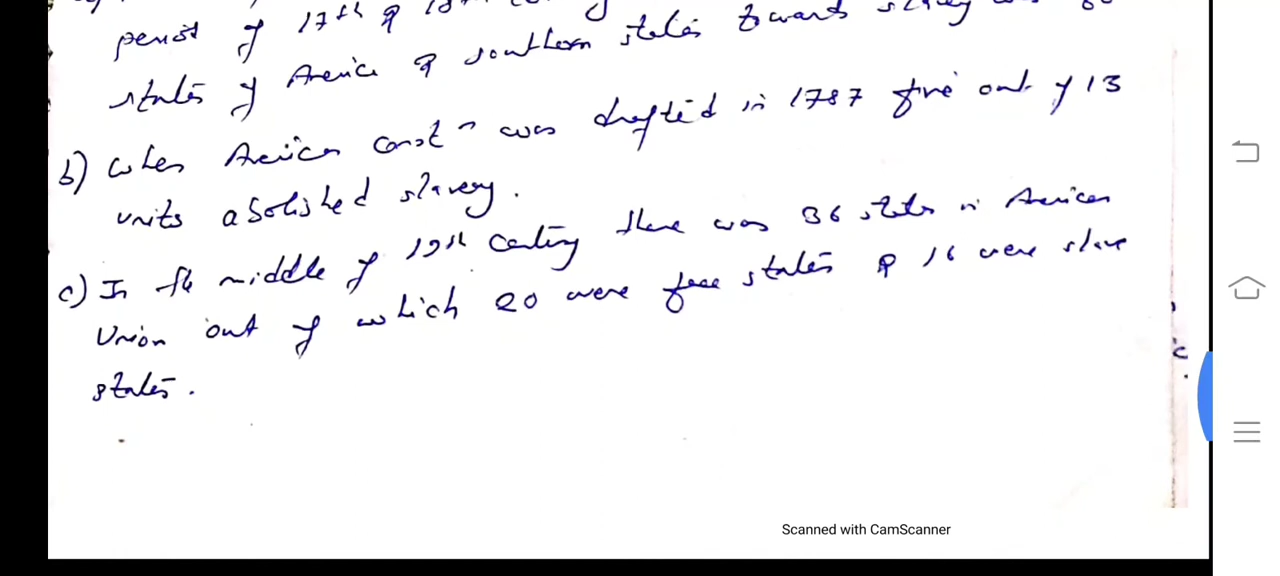 period of 17th &
states of America & southern states towards
b) when American constn was drafted in 1787 five out of 13
units abolished slavery.
c) In the middle of 19th century there was 36 states in American
Union out of which 20 were free states & 16 were slave
states.
Scanned with CamScanner